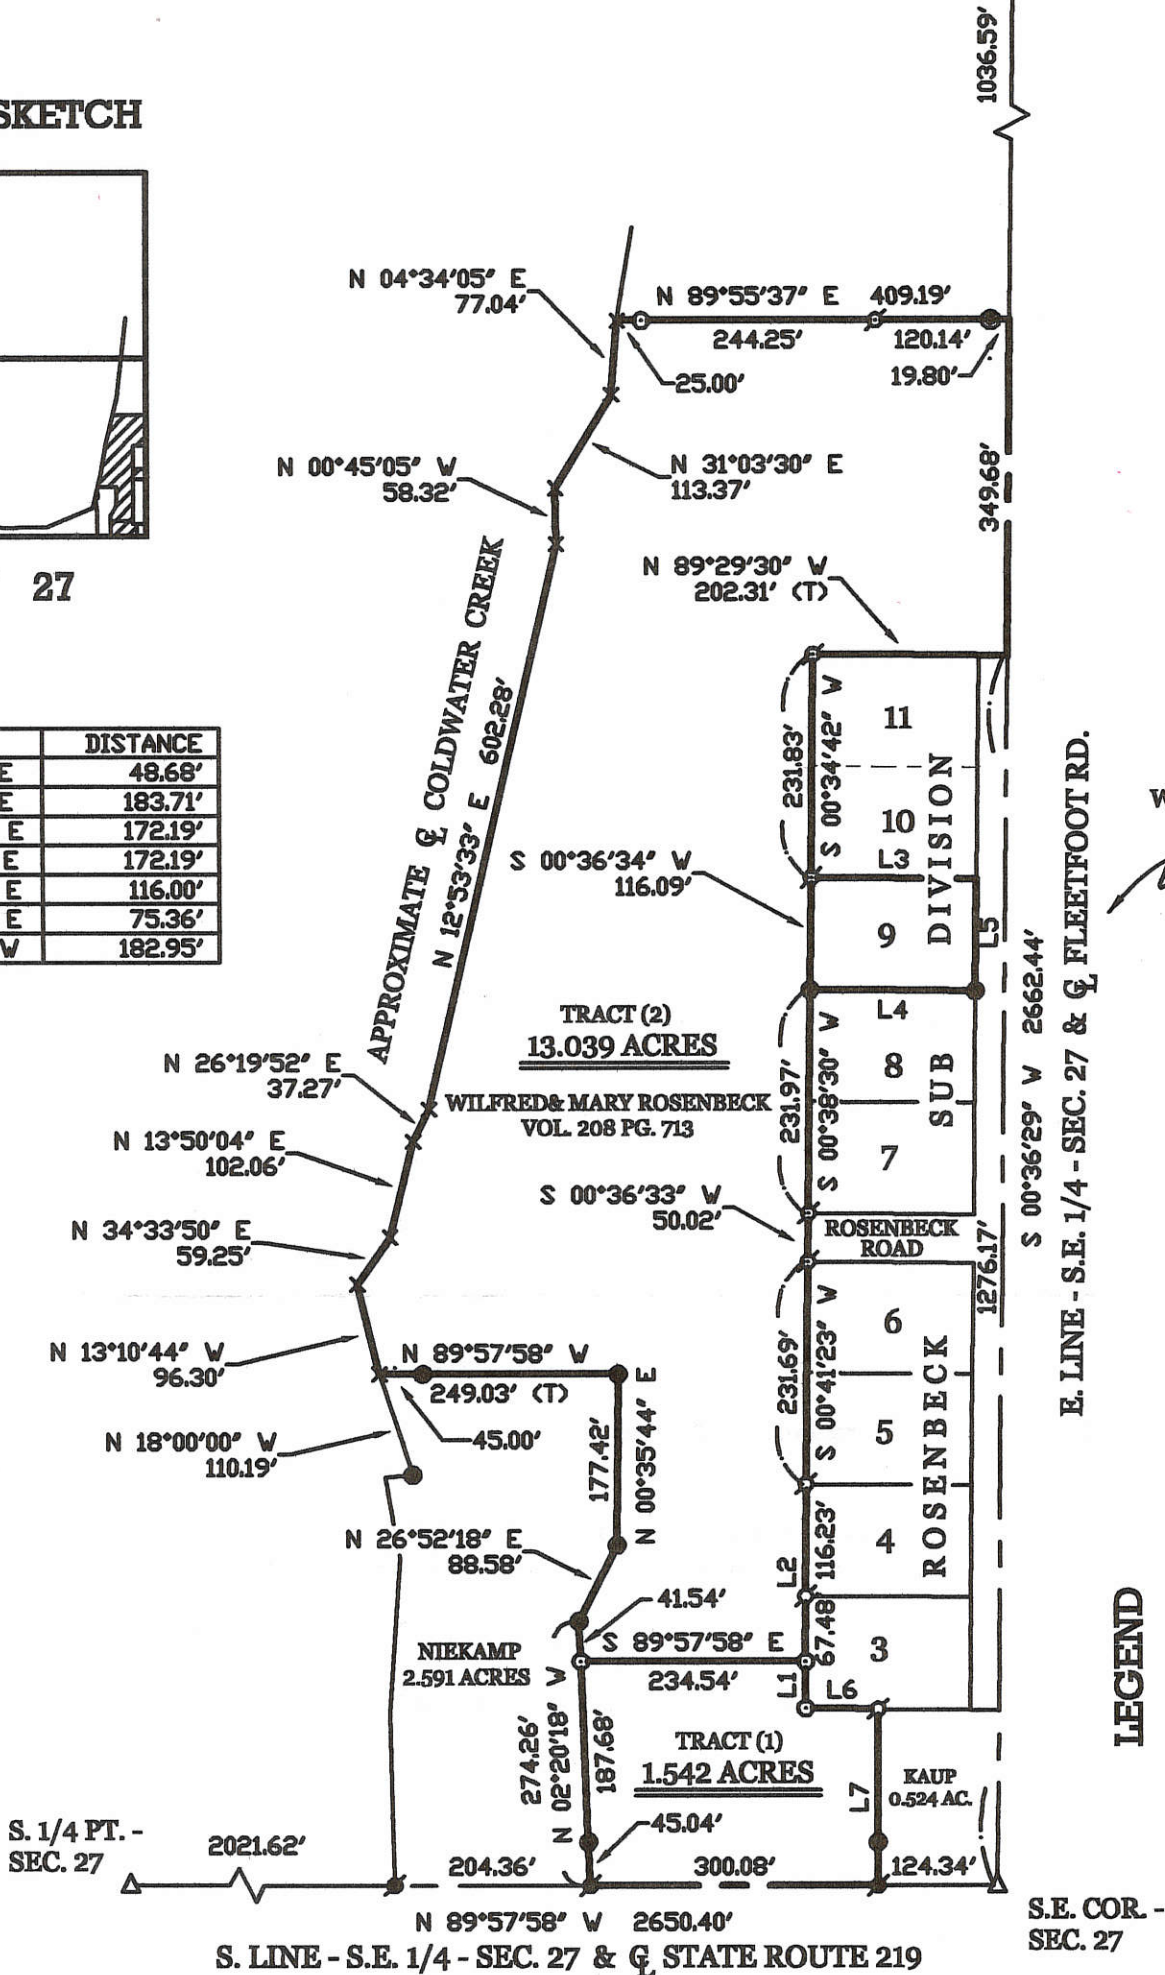 1036.59'
SKETCH
N 04°34'05" E
77.04'
N 89°55'37" E 409.19'
244.25'
120.14'
25.00'
19.80'
N 00°45'05" W
58.32'
N 31°03'30" E
113.37'
349.68'
27
N 89°29'30" W
202.31' (T)
APPROXIMATE ℄ COLDWATER CREEK
N 12°53'33" E 602.28'
DISTANCE
E 48.68'
E 183.71'
E 172.19'
E 172.19'
E 116.00'
E 75.36'
W 182.95'
231.83'
S 00°34'42" W
11
10
L3
S 00°36'34" W
116.09'
9
L5
L4
SUB DIVISION
W
TRACT (2)
13.039 ACRES
WILFRED & MARY ROSENBECK
VOL. 208 PG. 713
N 26°19'52" E
37.27'
N 13°50'04" E
102.06'
N 34°33'50" E
59.25'
231.97'
S 00°38'30" W
8
7
S 00°36'33" W
50.02'
ROSENBECK
ROAD
1276.17'
S 00°36'29" W 2662.44'
E. LINE - S.E. 1/4 - SEC. 27 & ℄ FLEETFOOT RD.
N 13°10'44" W
96.30'
N 89°57'58" W
249.03' (T)
45.00'
N 18°00'00" W
110.19'
177.42'
N 00°35'44" E
231.69'
S 00°41'23" W
6
5
4
3
ROSENBECK
N 26°52'18" E
88.58'
41.54'
L2
116.23'
67.48'
S 89°57'58" E
234.54'
L1
L6
NIEKAMP
2.591 ACRES
274.26'
N 02°20'18" W
187.68'
TRACT (1)
1.542 ACRES
L7
KAUP
0.524 AC.
LEGEND
45.04'
S. 1/4 PT. -
SEC. 27
2021.62'
204.36'
300.08'
124.34'
N 89°57'58" W 2650.40'
S. LINE - S.E. 1/4 - SEC. 27 & ℄ STATE ROUTE 219
S.E. COR. -
SEC. 27